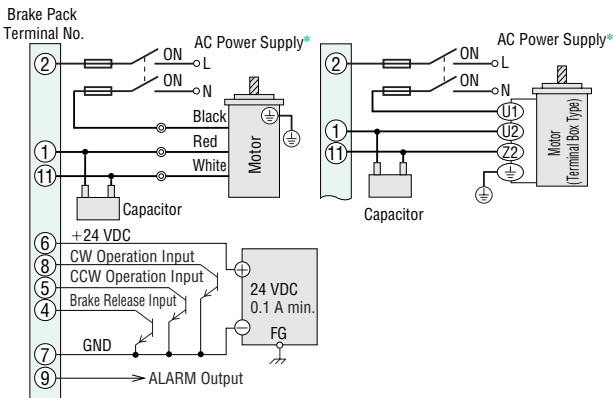 Brake Pack
Terminal No.
2
ON
AC Power Supply*
L
ON
N
Black
1
Red
11
White
Motor
Capacitor
2
ON
AC Power Supply*
L
ON
N
U1
1
U2
11
Z2
Motor
(Terminal Box Type)
Capacitor
6
+24 VDC
8
CW Operation Input
5
CCW Operation Input
4
Brake Release Input
24 VDC
0.1 A min.
FG
7
GND
9
ALARM Output